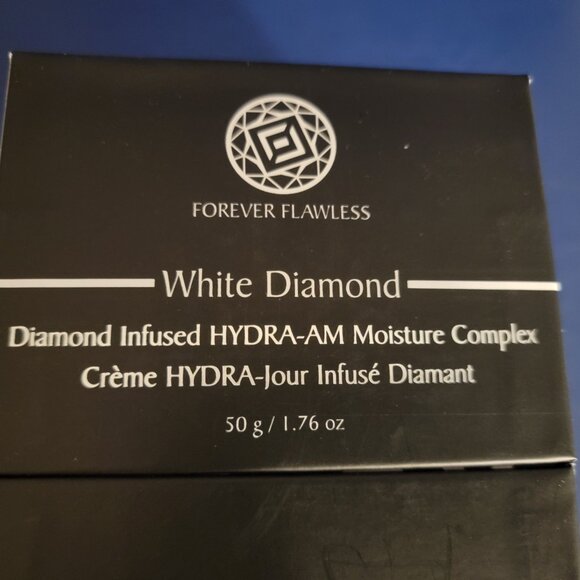 FOREVER FLAWLESS
White Diamond
Diamond Infused HYDRA-AM Moisture Complex
Crème HYDRA-Jour Infusé Diamant
50 g / 1.76 oz